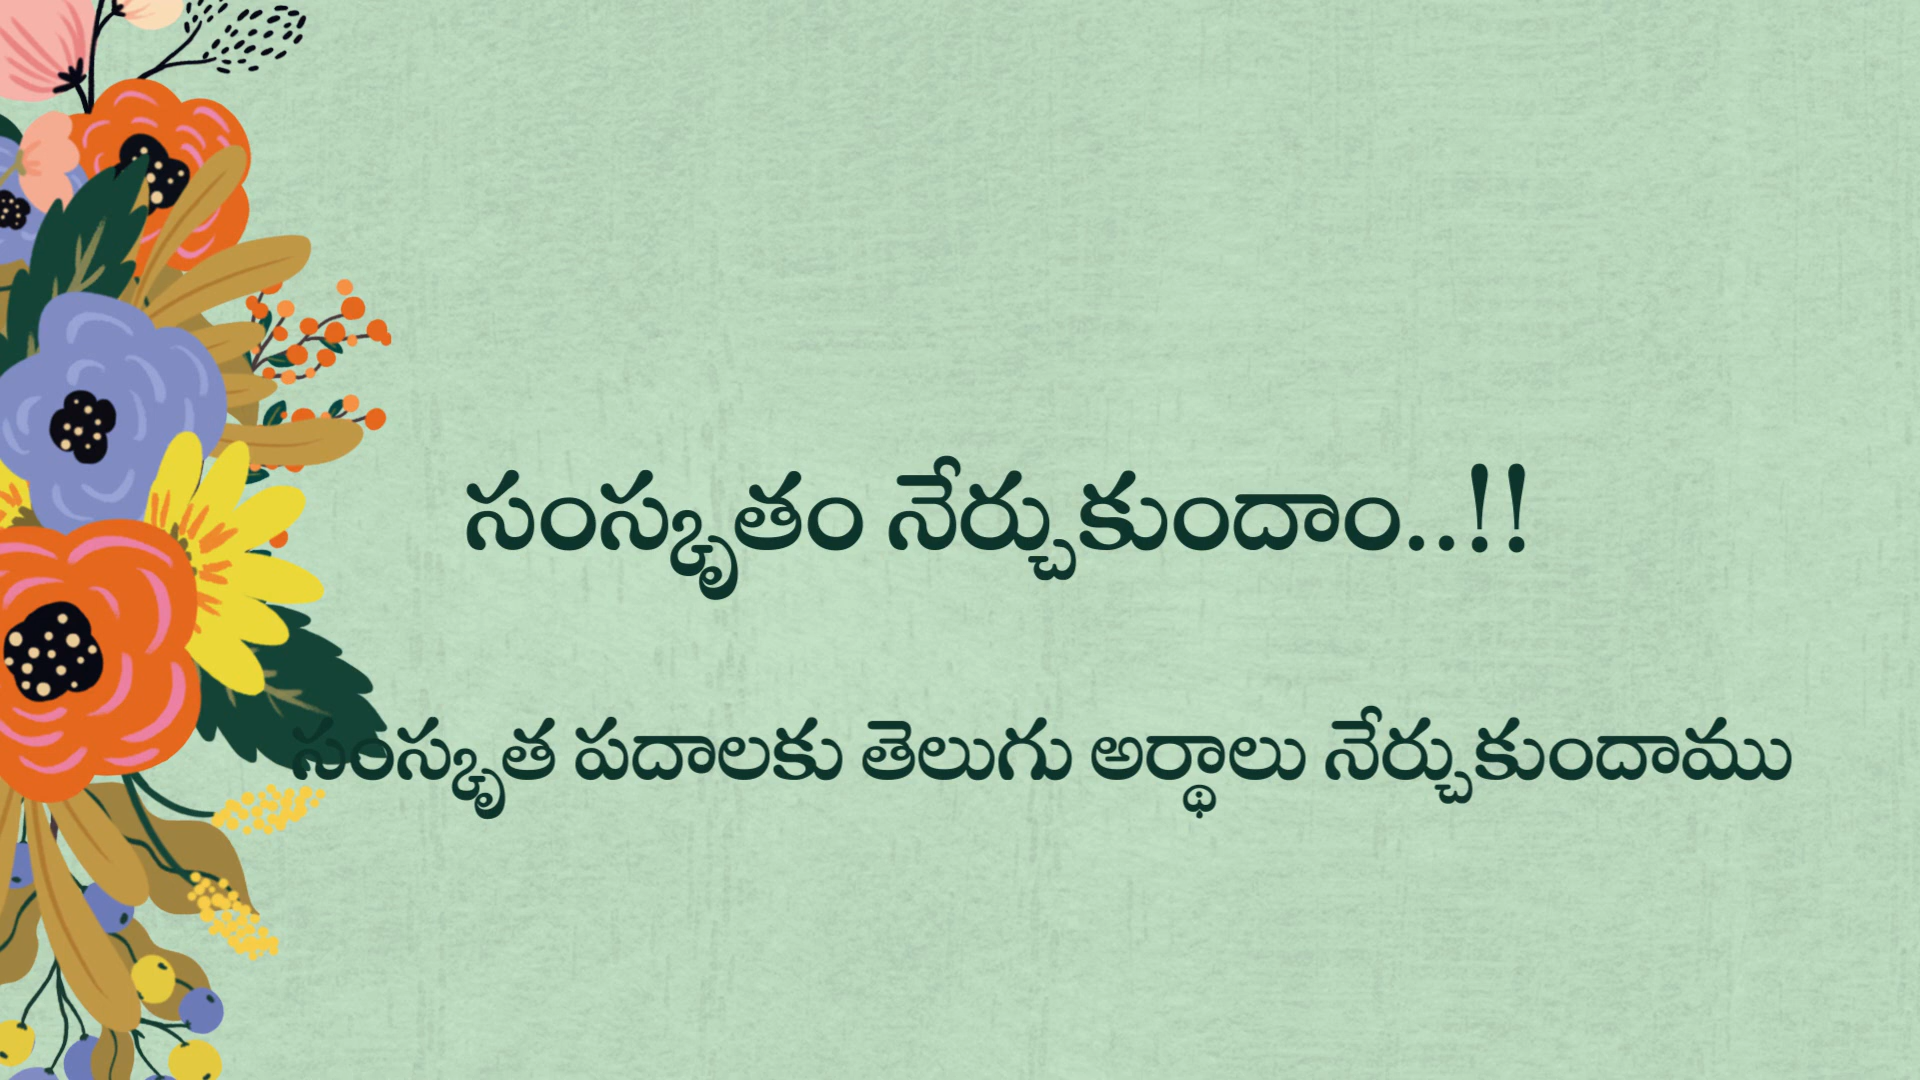 సంస్కృతం నేర్చుకుందాం..!!
సంస్కృత పదాలకు తెలుగు అర్థాలు నేర్చుకుందాము